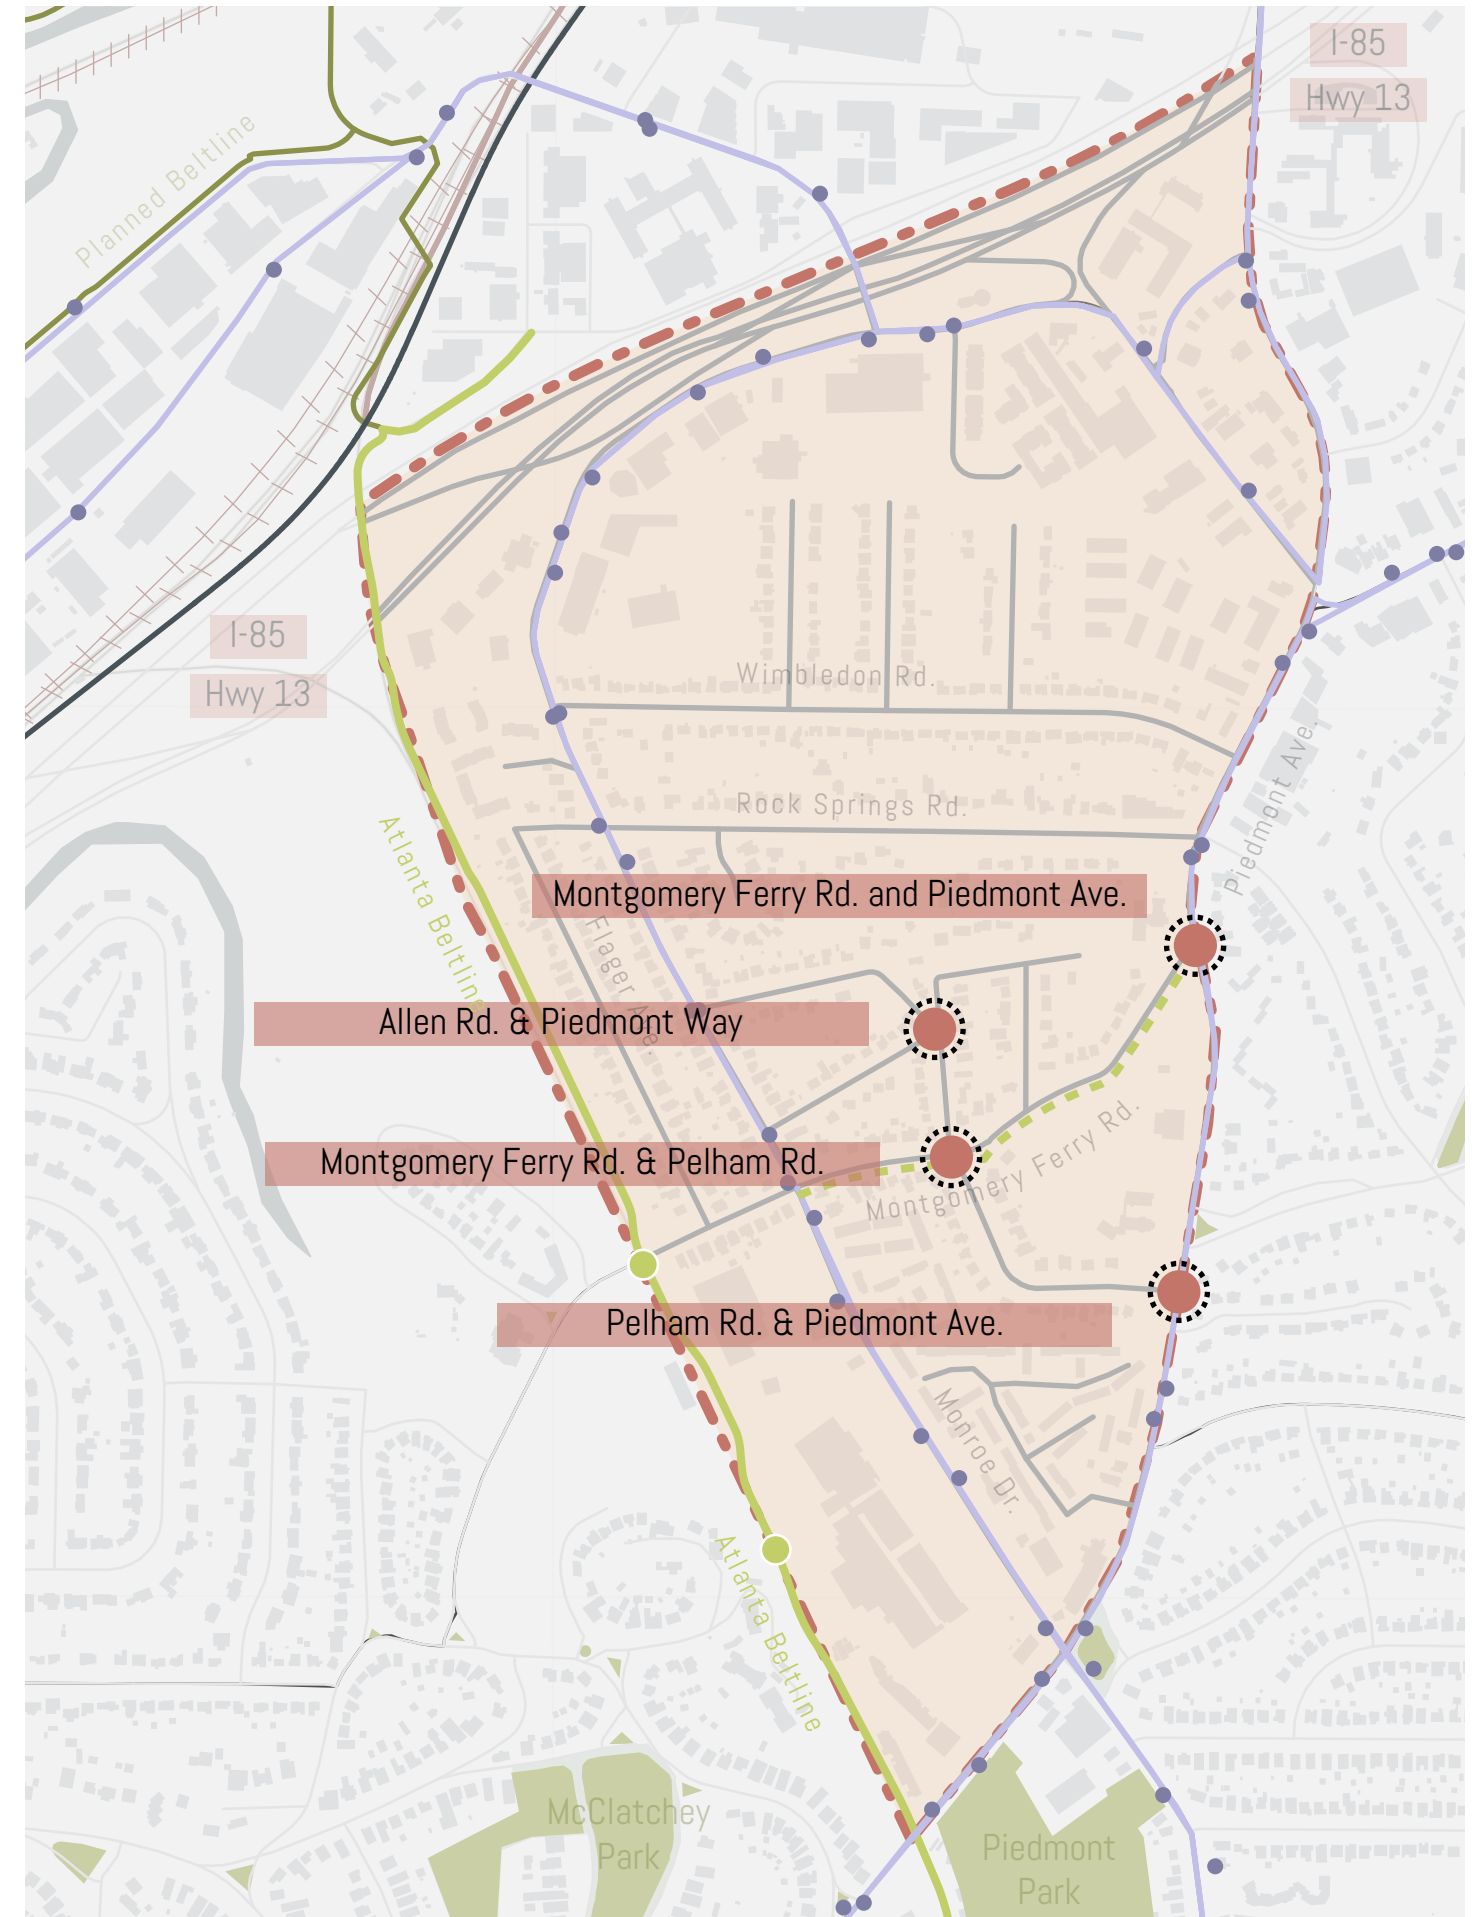 I-85
Hwy 13
Planned Beltline
I-85
Hwy 13
Wimbledon Rd.
Piedmont Ave.
Rock Springs Rd.
Atlanta Beltline
Montgomery Ferry Rd. and Piedmont Ave.
Flager Ave.
Allen Rd. & Piedmont Way
Montgomery Ferry Rd. & Pelham Rd.
Montgomery Ferry Rd.
Pelham Rd. & Piedmont Ave.
Monroe Dr.
Atlanta Beltline
McClatchey
Park
Piedmont
Park